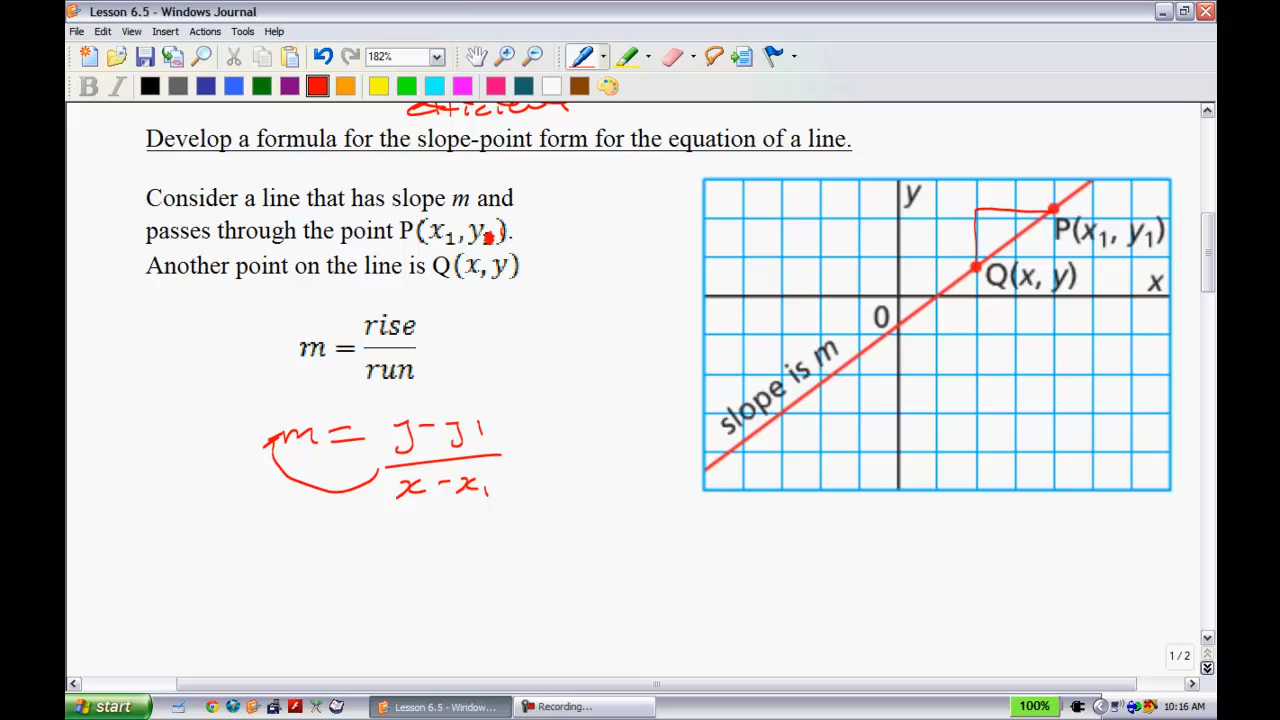 Lesson 6.5 - Windows Journal
File Edit View Insert Actions Tools Help
182%
B I
efficient
Develop a formula for the slope-point form for the equation of a line.
Consider a line that has slope m and
passes through the point P(x₁, y₁).
Another point on the line is Q(x, y)
m = rise/run
m = y - y₁
x - x₁
y
P(x₁, y₁)
Q(x, y)
x
0
slope is m
1 / 2
start
Lesson 6.5 - Windo...
Recording...
100%
10:16 AM